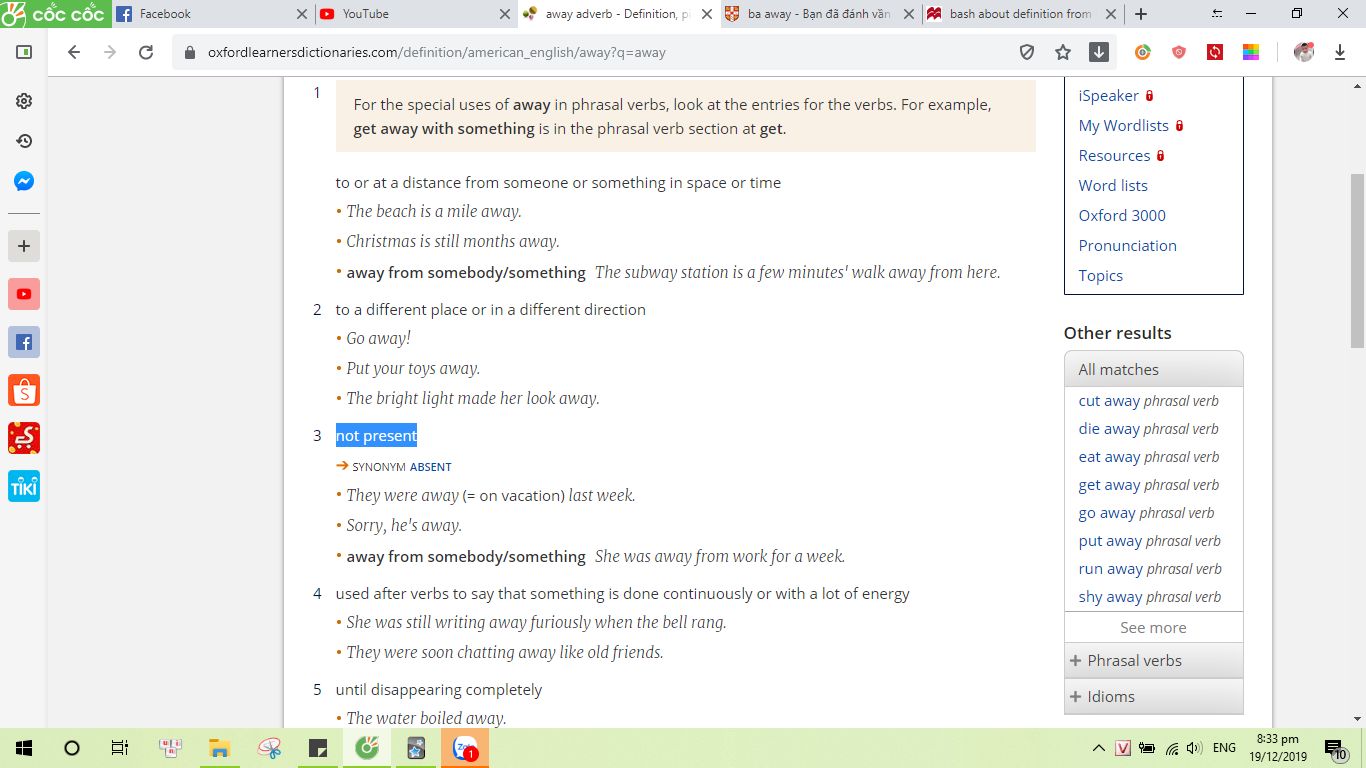 cốc cốc
Facebook
YouTube
away adverb - Definition, p
ba away - Bạn đã đánh vần
bash about definition from
oxfordlearnersdictionaries.com/definition/american_english/away?q=away
1
For the special uses of away in phrasal verbs, look at the entries for the verbs. For example,
get away with something is in the phrasal verb section at get.
to or at a distance from someone or something in space or time
• The beach is a mile away.
• Christmas is still months away.
• away from somebody/something The subway station is a few minutes' walk away from here.
2 to a different place or in a different direction
• Go away!
• Put your toys away.
• The bright light made her look away.
3 not present
➔ SYNONYM ABSENT
• They were away (= on vacation) last week.
• Sorry, he's away.
• away from somebody/something She was away from work for a week.
4 used after verbs to say that something is done continuously or with a lot of energy
• She was still writing away furiously when the bell rang.
• They were soon chatting away like old friends.
5 until disappearing completely
• The water boiled away.
iSpeaker
My Wordlists
Resources
Word lists
Oxford 3000
Pronunciation
Topics
Other results
All matches
cut away phrasal verb
die away phrasal verb
eat away phrasal verb
get away phrasal verb
go away phrasal verb
put away phrasal verb
run away phrasal verb
shy away phrasal verb
See more
+ Phrasal verbs
+ Idioms
TIKI
1
V
ENG
8:33 pm
19/12/2019
10